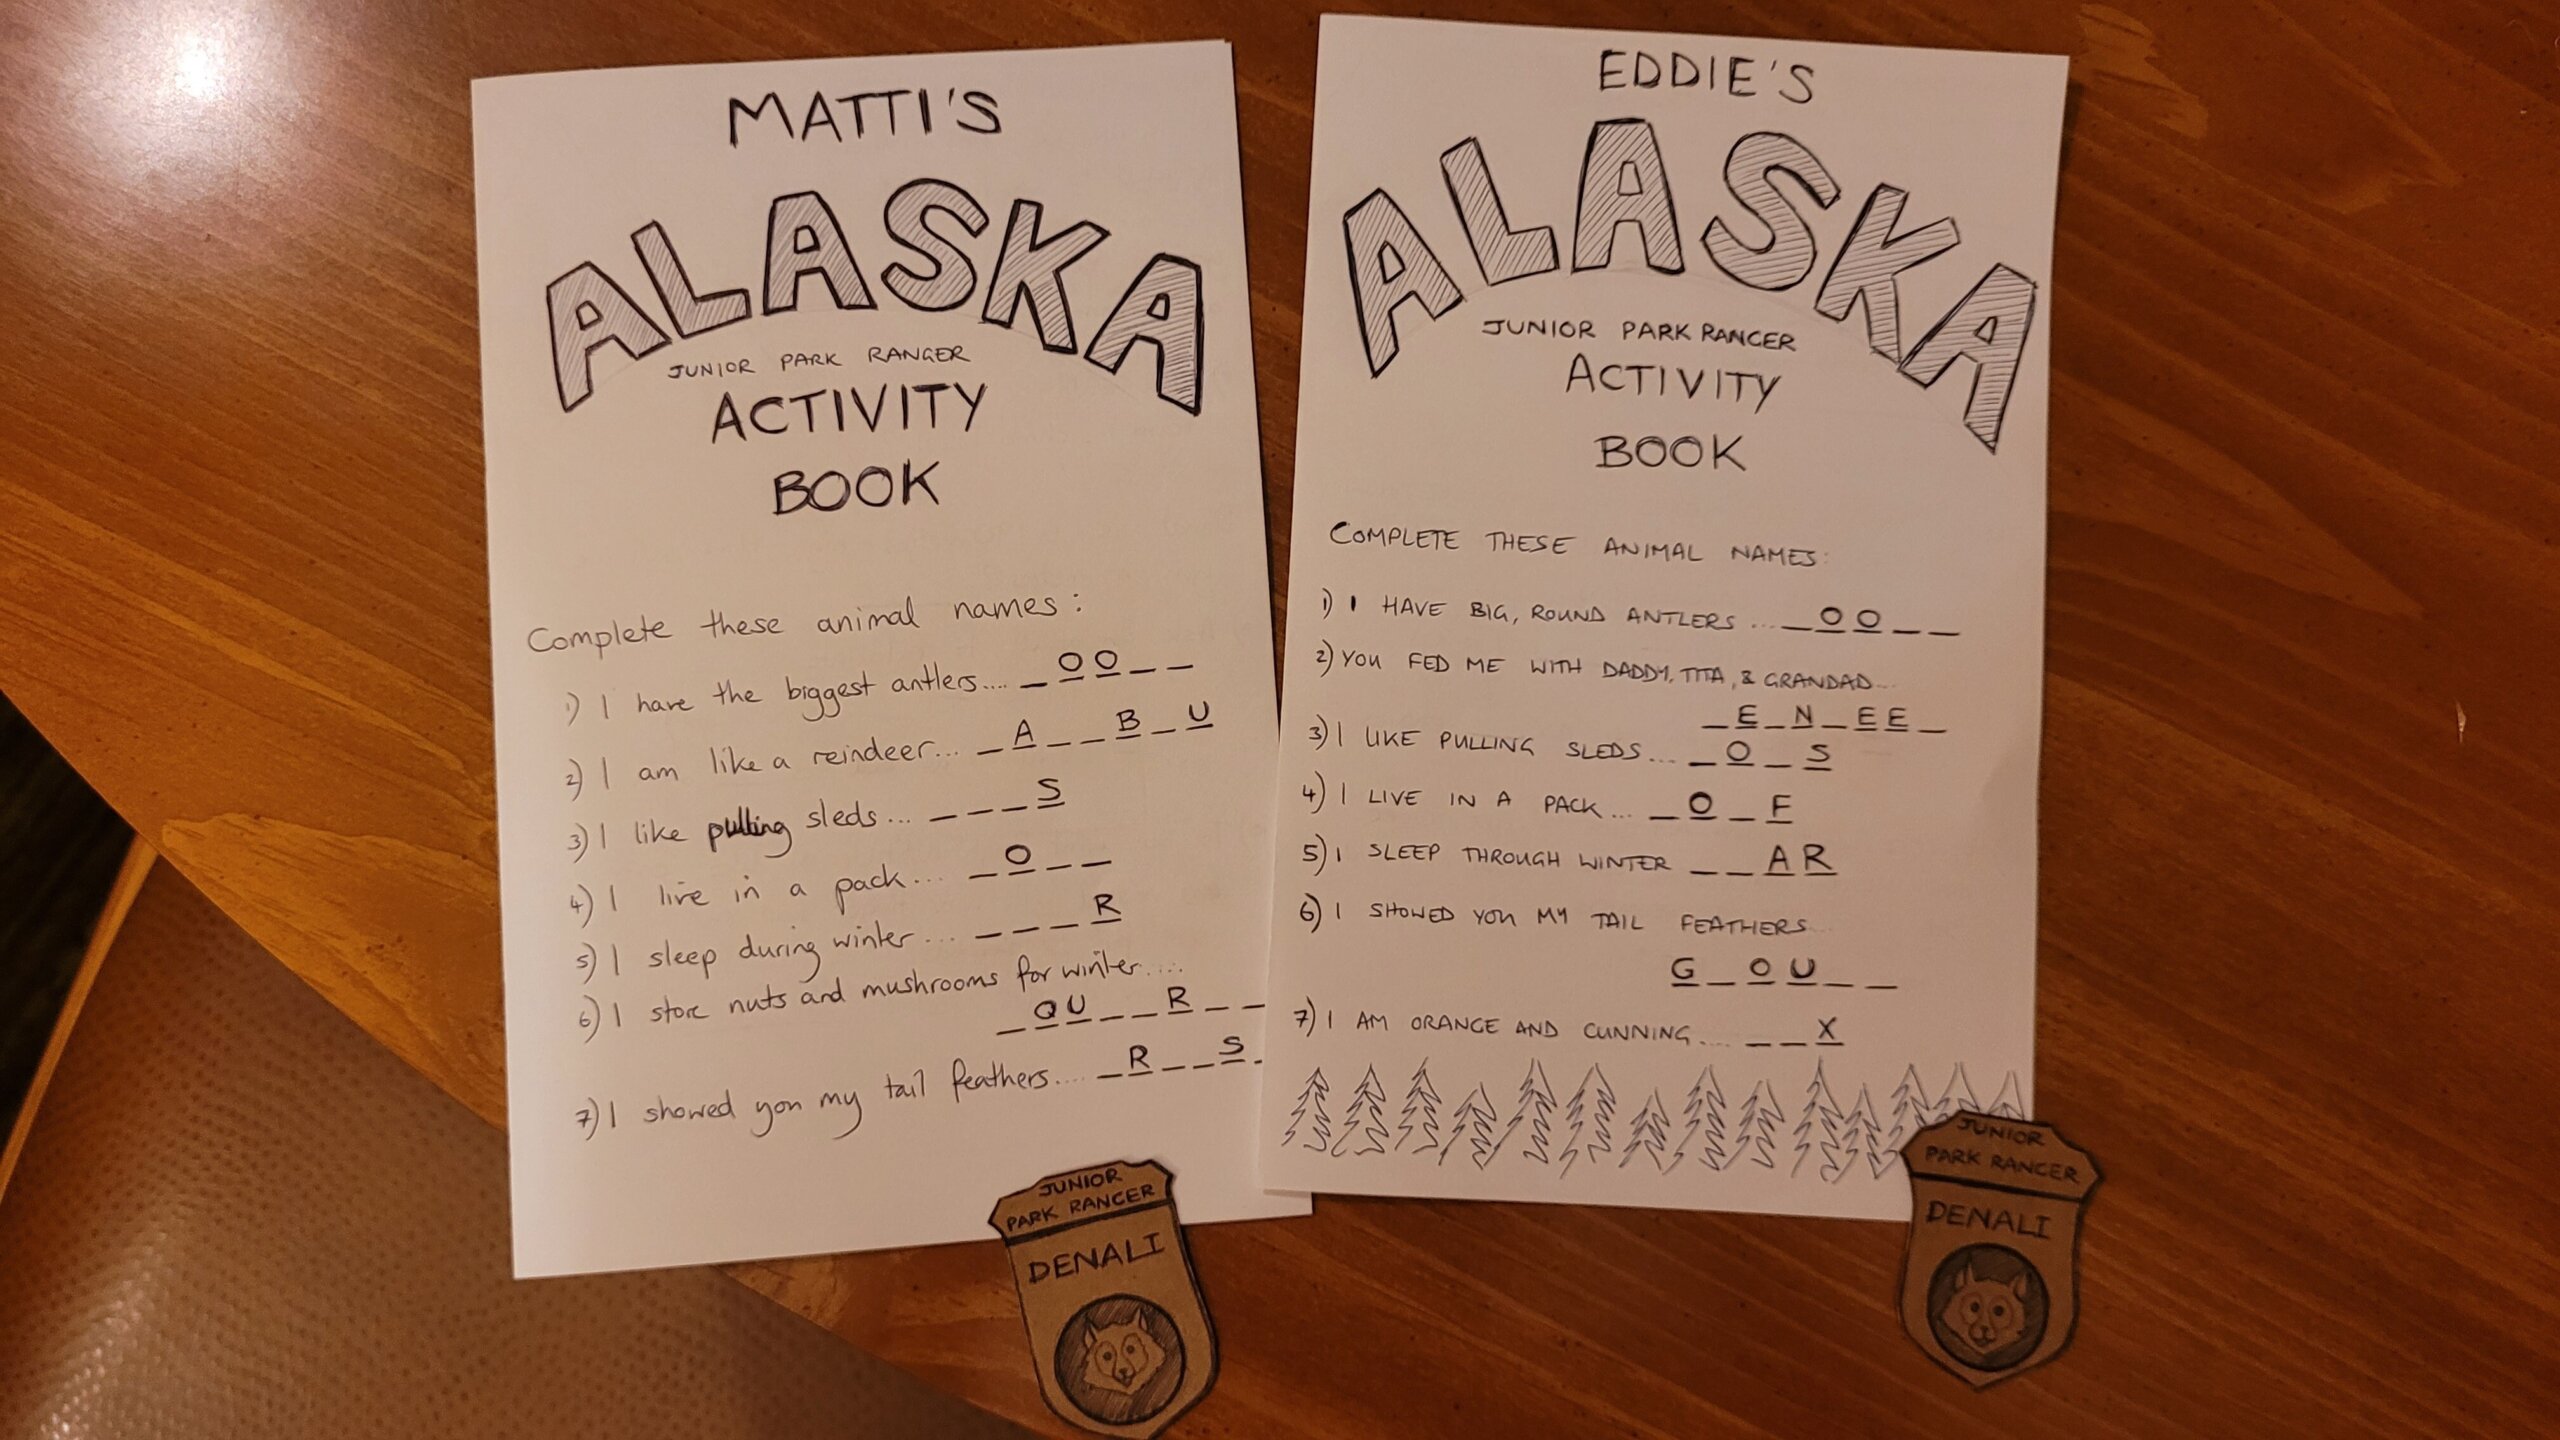 MATTI'S
ALASKA
JUNIOR PARK RANGER
ACTIVITY
BOOK
Complete these animal names:
1) I have the biggest antlers.... _ O O _ _
2) I am like a reindeer... _ A _ _ B _ U
3) I like pulling sleds... _ _ _ S
4) I live in a pack... _ O _ _
5) I sleep during winter... _ _ _ R
6) I store nuts and mushrooms for winter....
_ Q U _ _ R _ _
7) I showed you my tail feathers.... _ R _ _ S _
JUNIOR
PARK RANGER
DENALI
EDDIE'S
ALASKA
JUNIOR PARK RANGER
ACTIVITY
BOOK
COMPLETE THESE ANIMAL NAMES:
1) I HAVE BIG, ROUND ANTLERS ... _ O O _ _
2) YOU FED ME WITH DADDY, TITA, & GRANDAD...
_ E _ N _ E E _
3) I LIKE PULLING SLEDS... _ O _ S
4) I LIVE IN A PACK... _ O _ F
5) I SLEEP THROUGH WINTER _ _ A R
6) I SHOWED YOU MY TAIL FEATHERS...
G _ O U _ _
7) I AM ORANGE AND CUNNING.... _ _ X
JUNIOR
PARK RANGER
DENALI